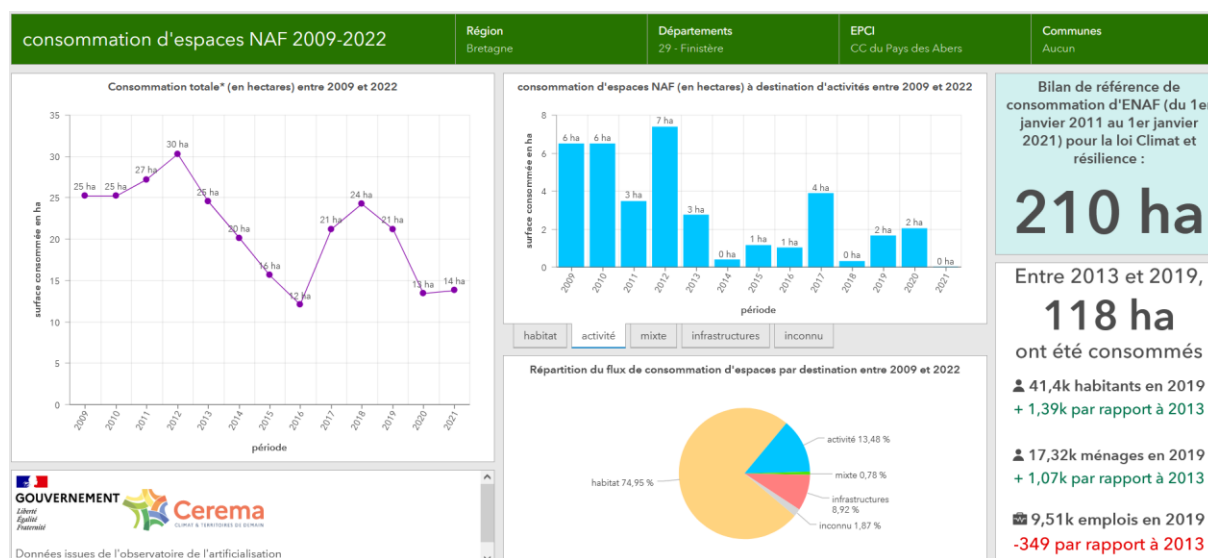 consommation d'espaces NAF 2009-2022
Région
Bretagne
Départements
29 - Finistère
EPCI
CC du Pays des Abers
Communes
Aucun
Consommation totale* (en hectares) entre 2009 et 2022
surface consommée en ha
35
30
25
20
15
10
5
0
25 ha
25 ha
27 ha
30 ha
25 ha
20 ha
16 ha
12 ha
21 ha
24 ha
21 ha
13 ha
14 ha
2009
2010
2011
2012
2013
2014
2015
2016
2017
2018
2019
2020
2021
période
consommation d'espaces NAF (en hectares) à destination d'activités entre 2009 et 2022
surface consommée en ha
8
6
4
2
0
6 ha
6 ha
3 ha
7 ha
3 ha
0 ha
1 ha
1 ha
4 ha
0 ha
2 ha
2 ha
0 ha
2009
2010
2011
2012
2013
2014
2015
2016
2017
2018
2019
2020
2021
période
habitat
activité
mixte
infrastructures
inconnu
Répartition du flux de consommation d'espaces par destination entre 2009 et 2022
habitat 74,95 %
activité 13,48 %
mixte 0,78 %
infrastructures
8,92 %
inconnu 1,87 %
Bilan de référence de
consommation d'ENAF (du 1er
janvier 2011 au 1er janvier
2021) pour la loi Climat et
résilience :
210 ha
Entre 2013 et 2019,
118 ha
ont été consommés
41,4k habitants en 2019
+ 1,39k par rapport à 2013
17,32k ménages en 2019
+ 1,07k par rapport à 2013
9,51k emplois en 2019
-349 par rapport à 2013
GOUVERNEMENT
Liberté
Égalité
Fraternité
Cerema
CLIMAT & TERRITOIRES DE DEMAIN
Données issues de l'observatoire de l'artificialisation